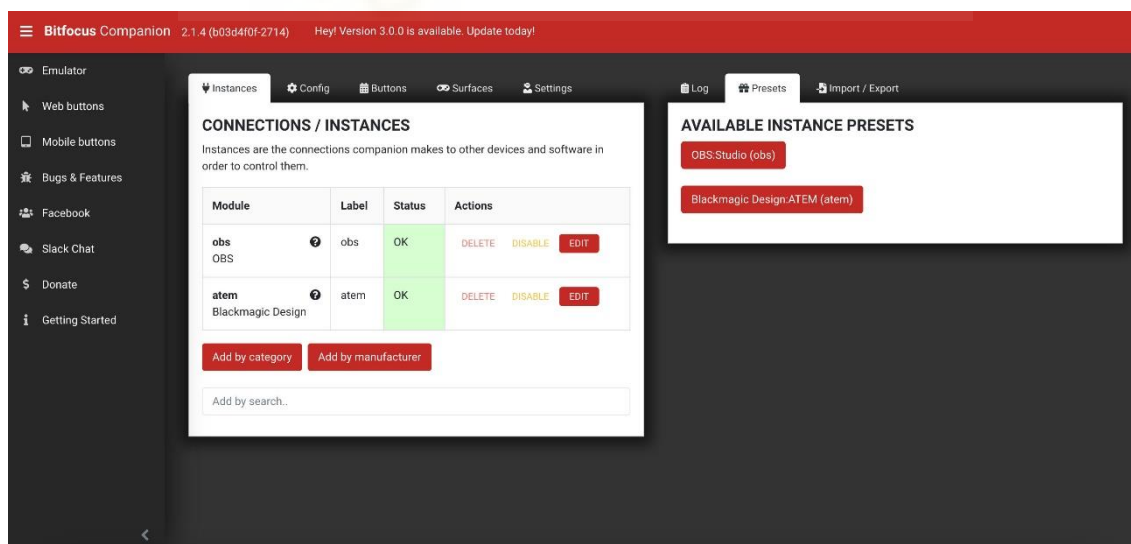 Bitfocus Companion 2.1.4 (b03d4f0f-2714) Hey! Version 3.0.0 is available. Update today!
Emulator
Web buttons
Mobile buttons
Bugs & Features
Facebook
Slack Chat
$ Donate
i Getting Started
Instances Config Buttons Surfaces Settings
CONNECTIONS / INSTANCES
Instances are the connections companion makes to other devices and software in
order to control them.
Module Label Status Actions
obs obs OK DELETE DISABLE EDIT
OBS
atem atem OK DELETE DISABLE EDIT
Blackmagic Design
Add by category Add by manufacturer
Add by search..
Log Presets Import / Export
AVAILABLE INSTANCE PRESETS
OBS:Studio (obs)
Blackmagic Design:ATEM (atem)